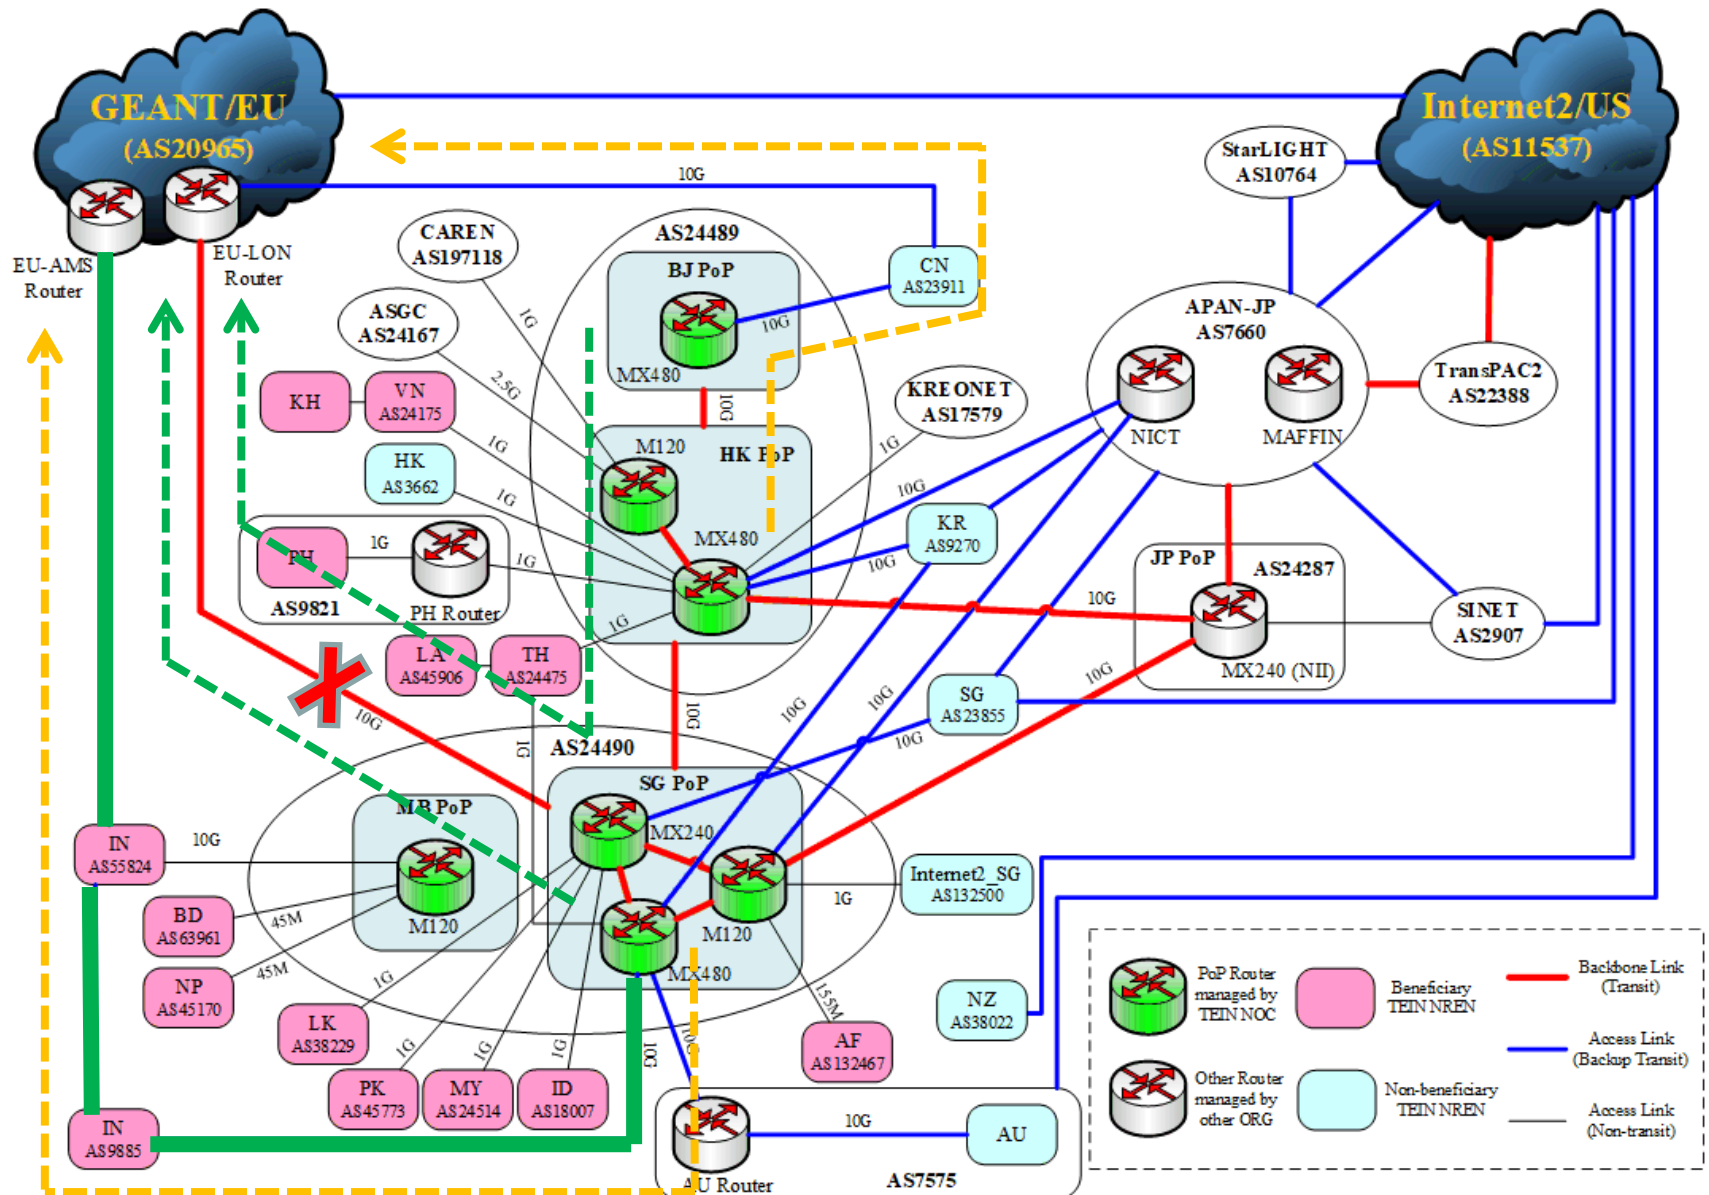 GEANT/EU
(AS20965)
Internet2/US
(AS11537)
StarLIGHT
AS10764
10G
EU-AMS
Router
EU-LON
Router
CAREN
AS197118
AS24489
BJ PoP
MX480
CN
AS23911
10G
1G
ASGC
AS24167
2.5G
APAN-JP
AS7660
NICT
MAFFIN
TransPAC2
AS22388
KREONET
AS17579
1G
KH
VN
AS24175
1G
10G
M120
HK PoP
MX480
HK
AS3662
1G
10G
KR
AS9270
10G
PH
1G
PH Router
AS9821
1G
JP PoP
AS24287
MX240 (NII)
10G
SINET
AS2907
LA
AS45906
TH
AS24475
1G
10G
10G
1G
10G
10G
10G
10G
SG
AS23855
10G
AS24490
SG PoP
MX240
M120
MX480
MB PoP
M120
IN
AS55824
10G
BD
AS63961
45M
NP
AS45170
45M
LK
AS38229
1G
PK
AS45773
1G
MY
AS24514
1G
ID
AS18007
1G
10G
10G
155M
AF
AS132467
Internet2_SG
AS132500
1G
NZ
AS38022
IN
AS9885
AU Router
10G
AU
AS7575
PoP Router
managed by
TEIN NOC
Beneficiary
TEIN NREN
Backbone Link
(Transit)
Access Link
(Backup Transit)
Other Router
managed by
other ORG
Non-beneficiary
TEIN NREN
Access Link
(Non-transit)